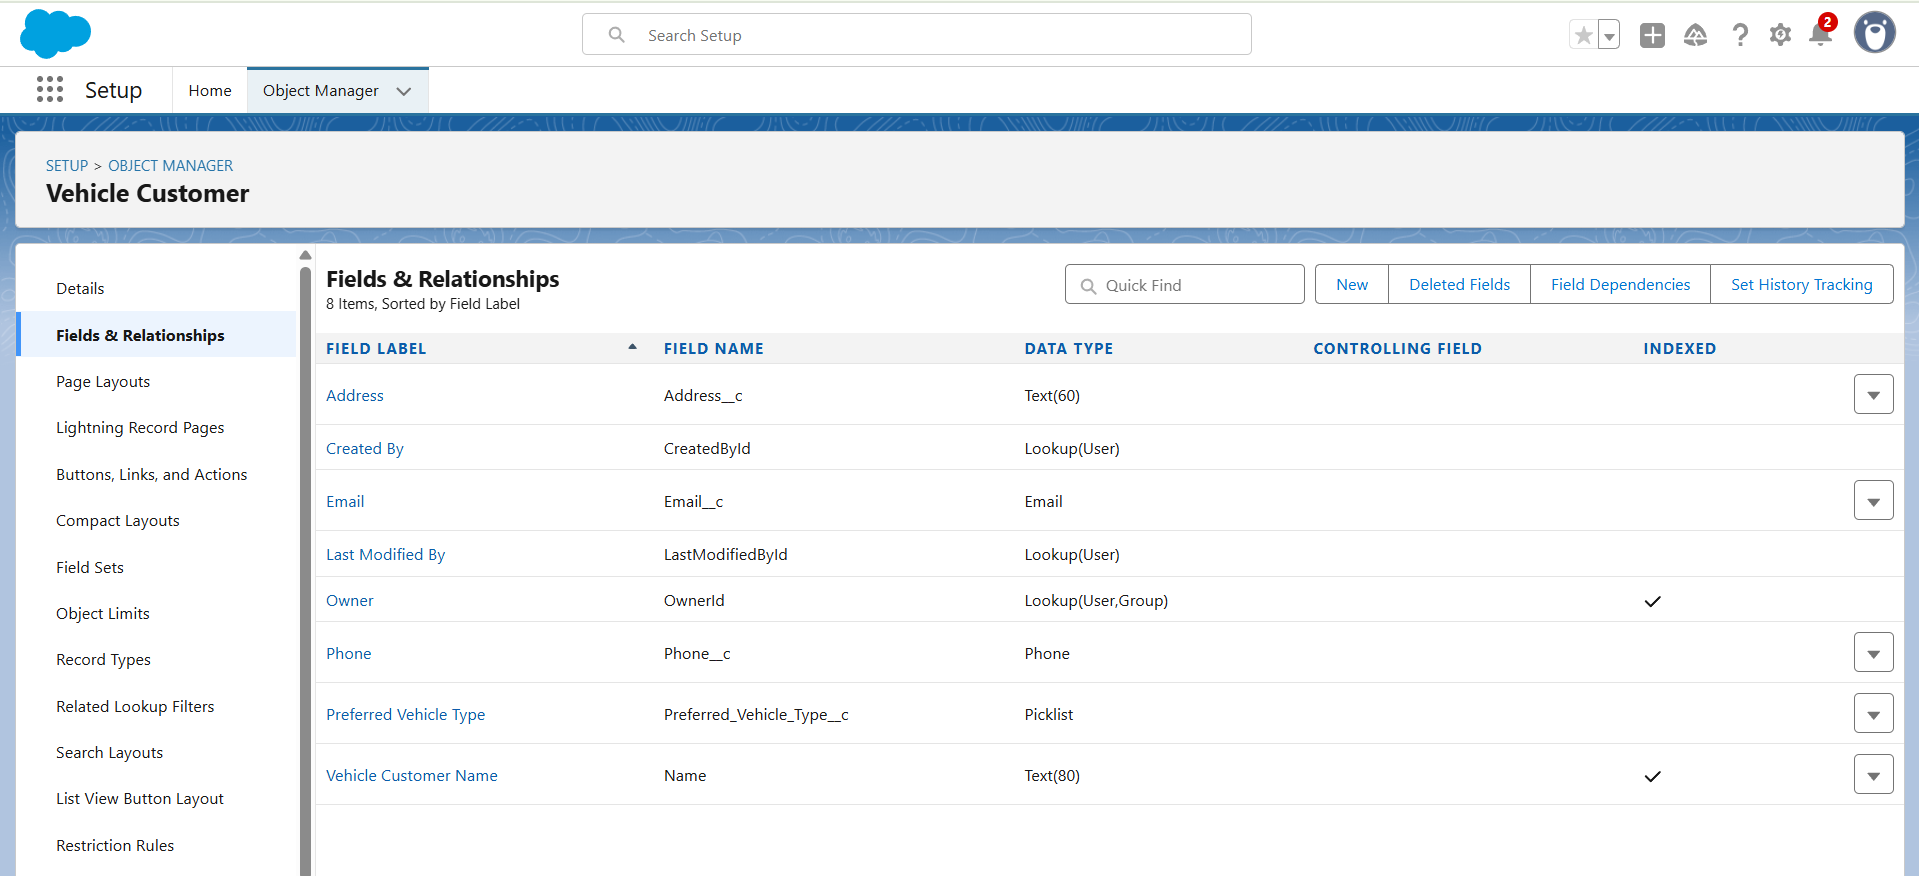 Search Setup
2
Setup
Home
Object Manager
SETUP > OBJECT MANAGER
Vehicle Customer
Details
Fields & Relationships
Page Layouts
Lightning Record Pages
Buttons, Links, and Actions
Compact Layouts
Field Sets
Object Limits
Record Types
Related Lookup Filters
Search Layouts
List View Button Layout
Restriction Rules
Fields & Relationships
8 Items, Sorted by Field Label
Quick Find
New
Deleted Fields
Field Dependencies
Set History Tracking
FIELD LABEL FIELD NAME DATA TYPE CONTROLLING FIELD INDEXED
Address Address__c Text(60)
Created By CreatedById Lookup(User)
Email Email__c Email
Last Modified By LastModifiedById Lookup(User)
Owner OwnerId Lookup(User,Group) ✓
Phone Phone__c Phone
Preferred Vehicle Type Preferred_Vehicle_Type__c Picklist
Vehicle Customer Name Name Text(80) ✓